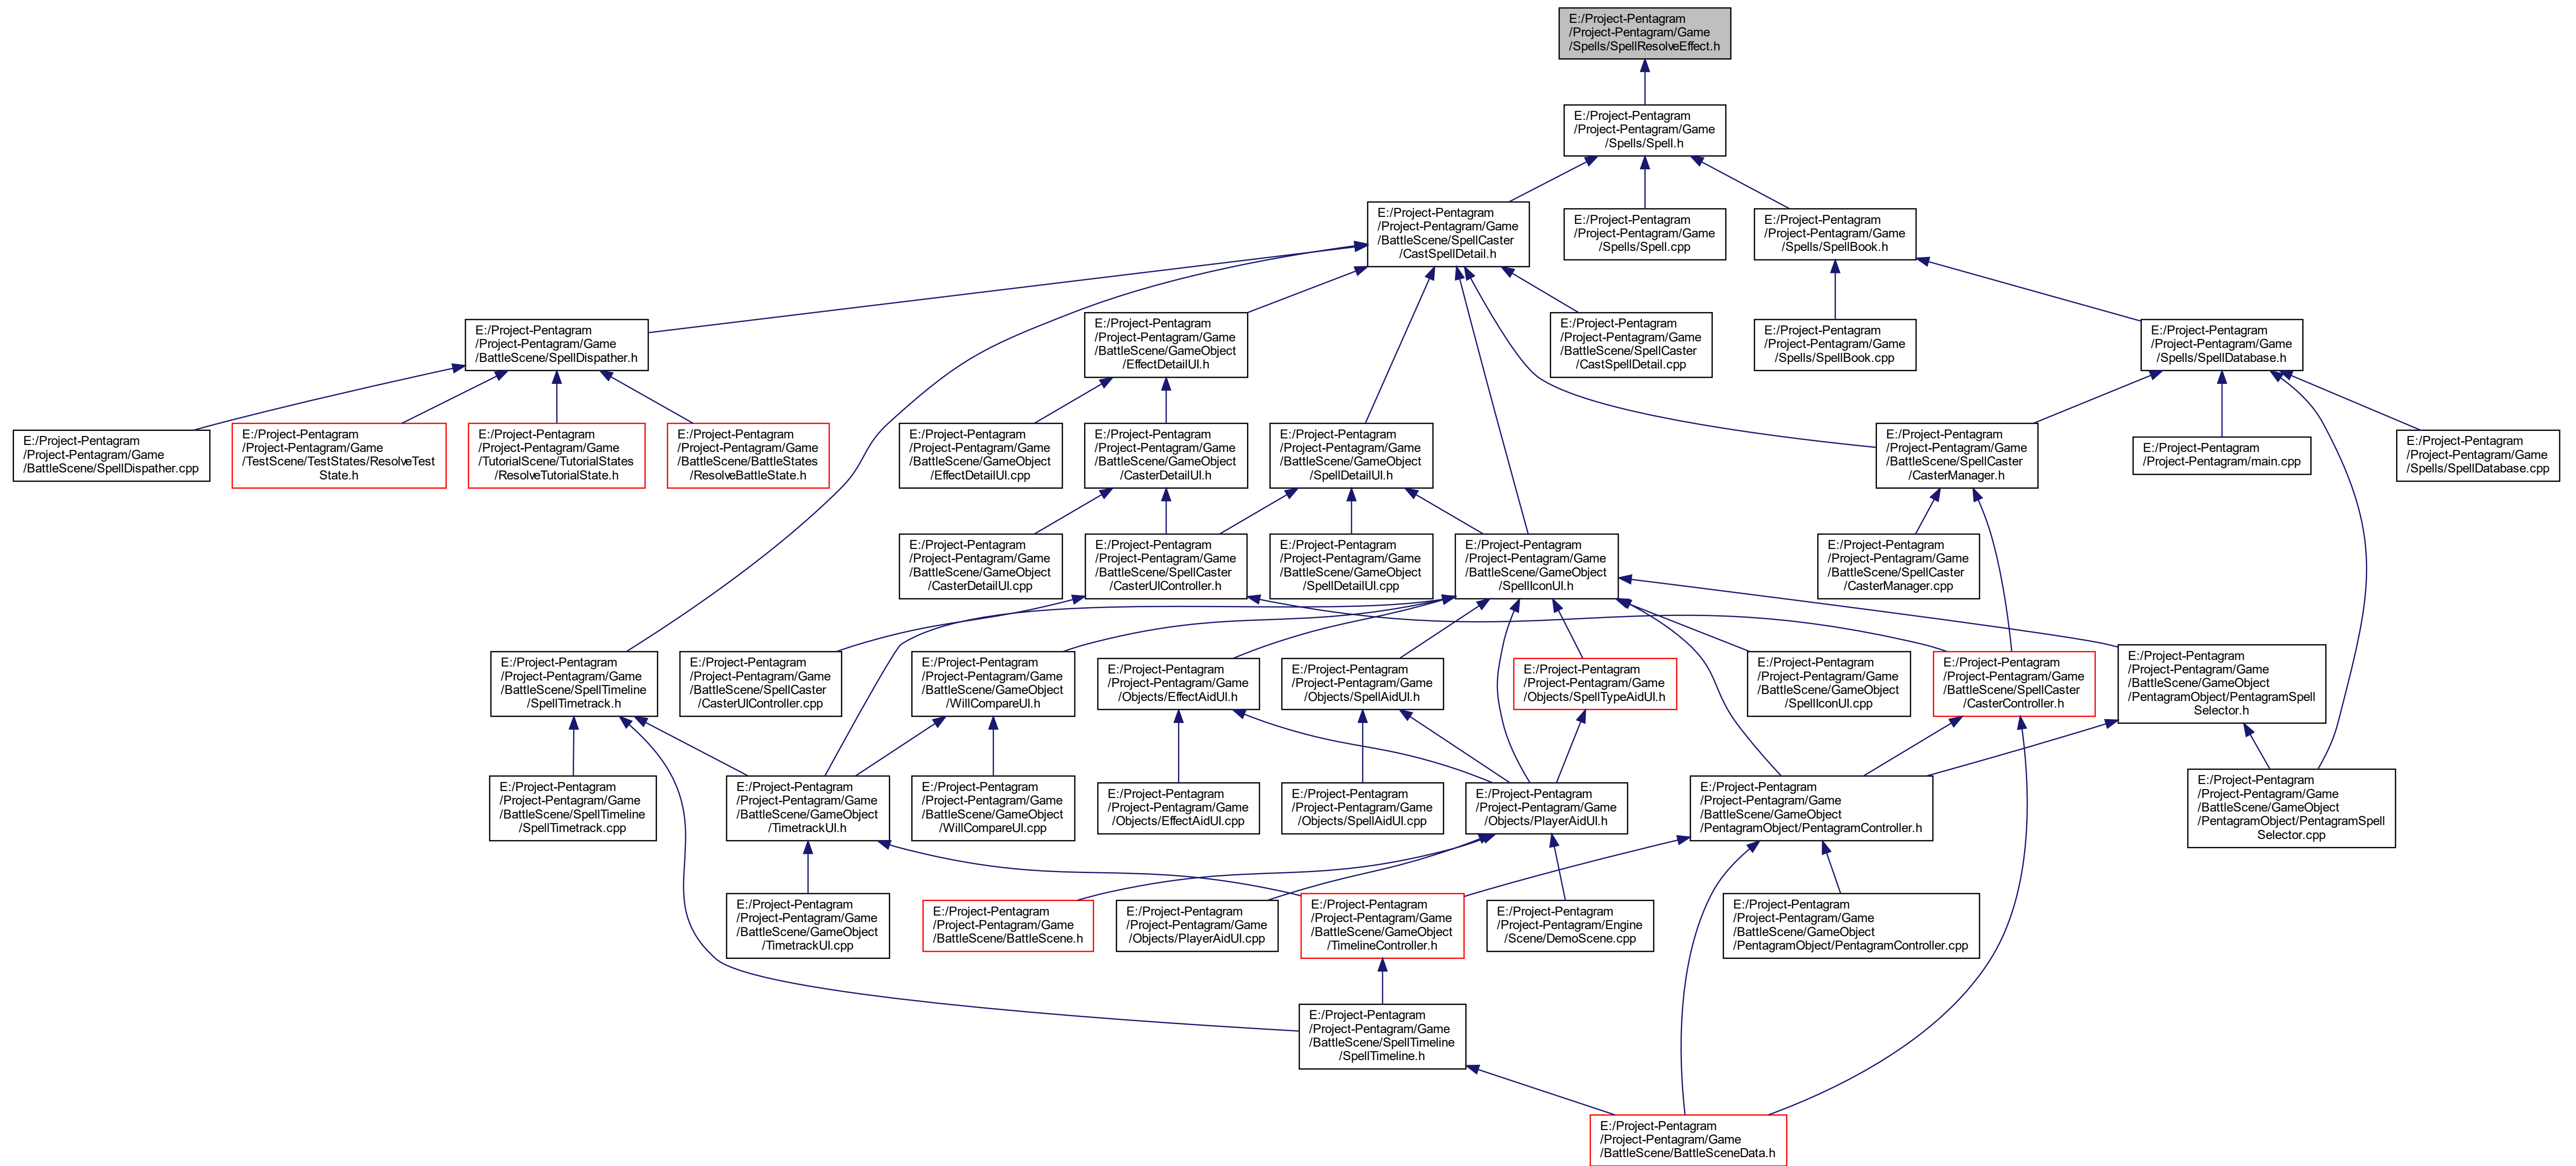 E:/Project-Pentagram
/Project-Pentagram/Game
/Spells/SpellResolveEffect.h
E:/Project-Pentagram
/Project-Pentagram/Game
/Spells/Spell.h
E:/Project-Pentagram
/Project-Pentagram/Game
/BattleScene/SpellCaster
/CastSpellDetail.h
E:/Project-Pentagram
/Project-Pentagram/Game
/Spells/Spell.cpp
E:/Project-Pentagram
/Project-Pentagram/Game
/Spells/SpellBook.h
E:/Project-Pentagram
/Project-Pentagram/Game
/BattleScene/SpellDispather.h
E:/Project-Pentagram
/Project-Pentagram/Game
/BattleScene/GameObject
/EffectDetailUI.h
E:/Project-Pentagram
/Project-Pentagram/Game
/BattleScene/SpellCaster
/CastSpellDetail.cpp
E:/Project-Pentagram
/Project-Pentagram/Game
/Spells/SpellBook.cpp
E:/Project-Pentagram
/Project-Pentagram/Game
/Spells/SpellDatabase.h
E:/Project-Pentagram
/Project-Pentagram/Game
/BattleScene/SpellDispather.cpp
E:/Project-Pentagram
/Project-Pentagram/Game
/TestScene/TestStates/ResolveTest
State.h
E:/Project-Pentagram
/Project-Pentagram/Game
/TutorialScene/TutorialStates
/ResolveTutorialState.h
E:/Project-Pentagram
/Project-Pentagram/Game
/BattleScene/BattleStates
/ResolveBattleState.h
E:/Project-Pentagram
/Project-Pentagram/Game
/BattleScene/GameObject
/EffectDetailUI.cpp
E:/Project-Pentagram
/Project-Pentagram/Game
/BattleScene/GameObject
/CasterDetailUI.h
E:/Project-Pentagram
/Project-Pentagram/Game
/BattleScene/GameObject
/SpellDetailUI.h
E:/Project-Pentagram
/Project-Pentagram/Game
/BattleScene/SpellCaster
/CasterManager.h
E:/Project-Pentagram
/Project-Pentagram/main.cpp
E:/Project-Pentagram
/Project-Pentagram/Game
/Spells/SpellDatabase.cpp
E:/Project-Pentagram
/Project-Pentagram/Game
/BattleScene/GameObject
/CasterDetailUI.cpp
E:/Project-Pentagram
/Project-Pentagram/Game
/BattleScene/SpellCaster
/CasterUIController.h
E:/Project-Pentagram
/Project-Pentagram/Game
/BattleScene/GameObject
/SpellDetailUI.cpp
E:/Project-Pentagram
/Project-Pentagram/Game
/BattleScene/GameObject
/SpellIconUI.h
E:/Project-Pentagram
/Project-Pentagram/Game
/BattleScene/SpellCaster
/CasterManager.cpp
E:/Project-Pentagram
/Project-Pentagram/Game
/BattleScene/SpellTimeline
/SpellTimetrack.h
E:/Project-Pentagram
/Project-Pentagram/Game
/BattleScene/SpellCaster
/CasterUIController.cpp
E:/Project-Pentagram
/Project-Pentagram/Game
/BattleScene/GameObject
/WillCompareUI.h
E:/Project-Pentagram
/Project-Pentagram/Game
/Objects/EffectAidUI.h
E:/Project-Pentagram
/Project-Pentagram/Game
/Objects/SpellAidUI.h
E:/Project-Pentagram
/Project-Pentagram/Game
/Objects/SpellTypeAidUI.h
E:/Project-Pentagram
/Project-Pentagram/Game
/BattleScene/GameObject
/SpellIconUI.cpp
E:/Project-Pentagram
/Project-Pentagram/Game
/BattleScene/SpellCaster
/CasterController.h
E:/Project-Pentagram
/Project-Pentagram/Game
/BattleScene/GameObject
/PentagramObject/PentagramSpell
Selector.h
E:/Project-Pentagram
/Project-Pentagram/Game
/BattleScene/SpellTimeline
/SpellTimetrack.cpp
E:/Project-Pentagram
/Project-Pentagram/Game
/BattleScene/GameObject
/TimetrackUI.h
E:/Project-Pentagram
/Project-Pentagram/Game
/BattleScene/GameObject
/WillCompareUI.cpp
E:/Project-Pentagram
/Project-Pentagram/Game
/Objects/EffectAidUI.cpp
E:/Project-Pentagram
/Project-Pentagram/Game
/Objects/SpellAidUI.cpp
E:/Project-Pentagram
/Project-Pentagram/Game
/Objects/PlayerAidUI.h
E:/Project-Pentagram
/Project-Pentagram/Game
/BattleScene/GameObject
/PentagramObject/PentagramController.h
E:/Project-Pentagram
/Project-Pentagram/Game
/BattleScene/GameObject
/PentagramObject/PentagramSpell
Selector.cpp
E:/Project-Pentagram
/Project-Pentagram/Game
/BattleScene/GameObject
/TimetrackUI.cpp
E:/Project-Pentagram
/Project-Pentagram/Game
/BattleScene/BattleScene.h
E:/Project-Pentagram
/Project-Pentagram/Game
/Objects/PlayerAidUI.cpp
E:/Project-Pentagram
/Project-Pentagram/Game
/BattleScene/GameObject
/TimelineController.h
E:/Project-Pentagram
/Project-Pentagram/Engine
/Scene/DemoScene.cpp
E:/Project-Pentagram
/Project-Pentagram/Game
/BattleScene/GameObject
/PentagramObject/PentagramController.cpp
E:/Project-Pentagram
/Project-Pentagram/Game
/BattleScene/SpellTimeline
/SpellTimeline.h
E:/Project-Pentagram
/Project-Pentagram/Game
/BattleScene/BattleSceneData.h